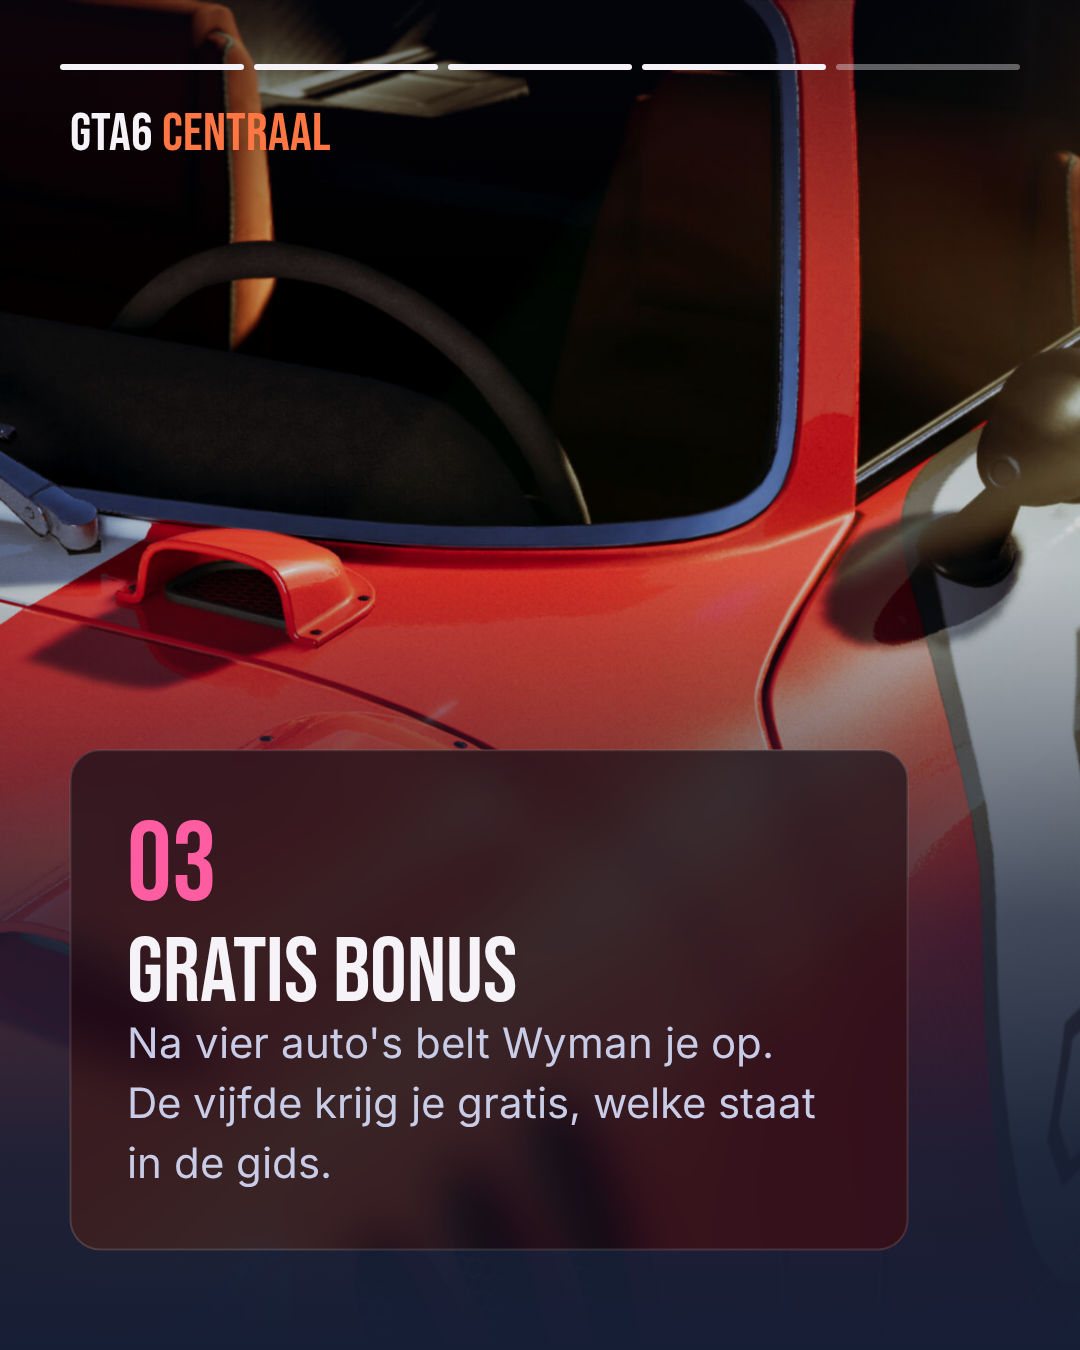 GTA6 CENTRAAL
03
GRATIS BONUS
Na vier auto's belt Wyman je op.
De vijfde krijg je gratis, welke staat
in de gids.